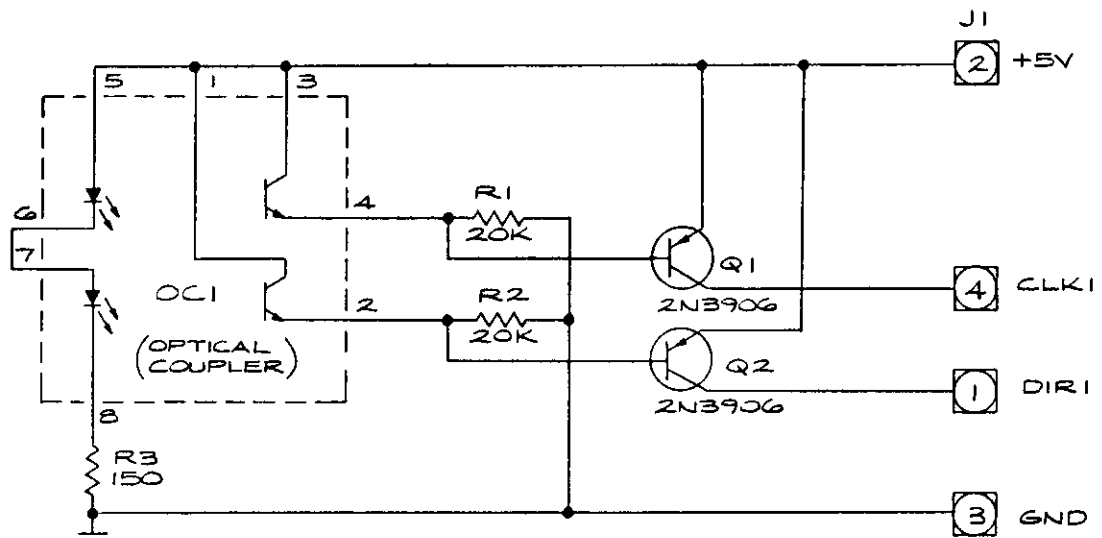 J1
2 +5V
5 1 3
6
7
4
R1
20K
Q1
2N3906
4 CLK1
OC1
(OPTICAL
COUPLER)
2
R2
20K
Q2
2N3906
1 DIR1
8
R3
150
3 GND